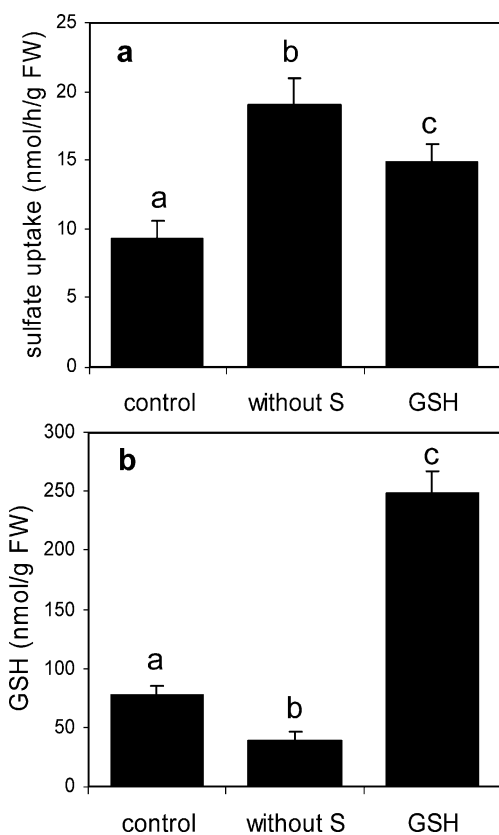 a
sulfate uptake (nmol/h/g FW)
25
20
15
10
5
0
a
b
c
control
without S
GSH
b
GSH (nmol/g FW)
300
250
200
150
100
50
0
a
b
c
control
without S
GSH